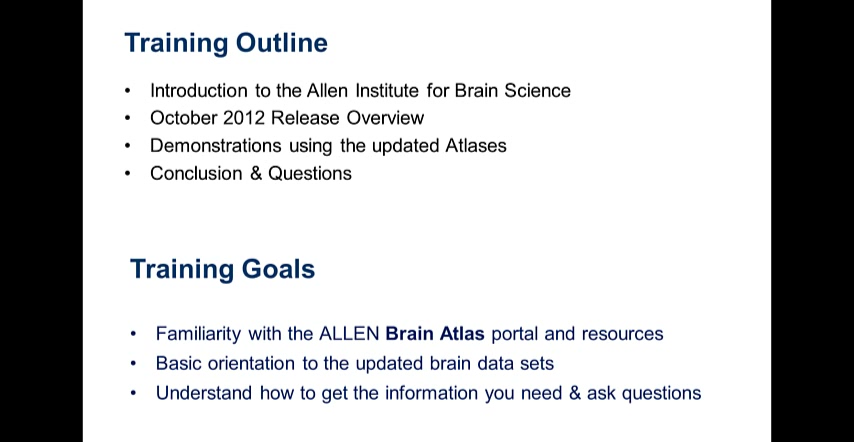 Training Outline
• Introduction to the Allen Institute for Brain Science
• October 2012 Release Overview
• Demonstrations using the updated Atlases
• Conclusion & Questions
Training Goals
• Familiarity with the ALLEN Brain Atlas portal and resources
• Basic orientation to the updated brain data sets
• Understand how to get the information you need & ask questions